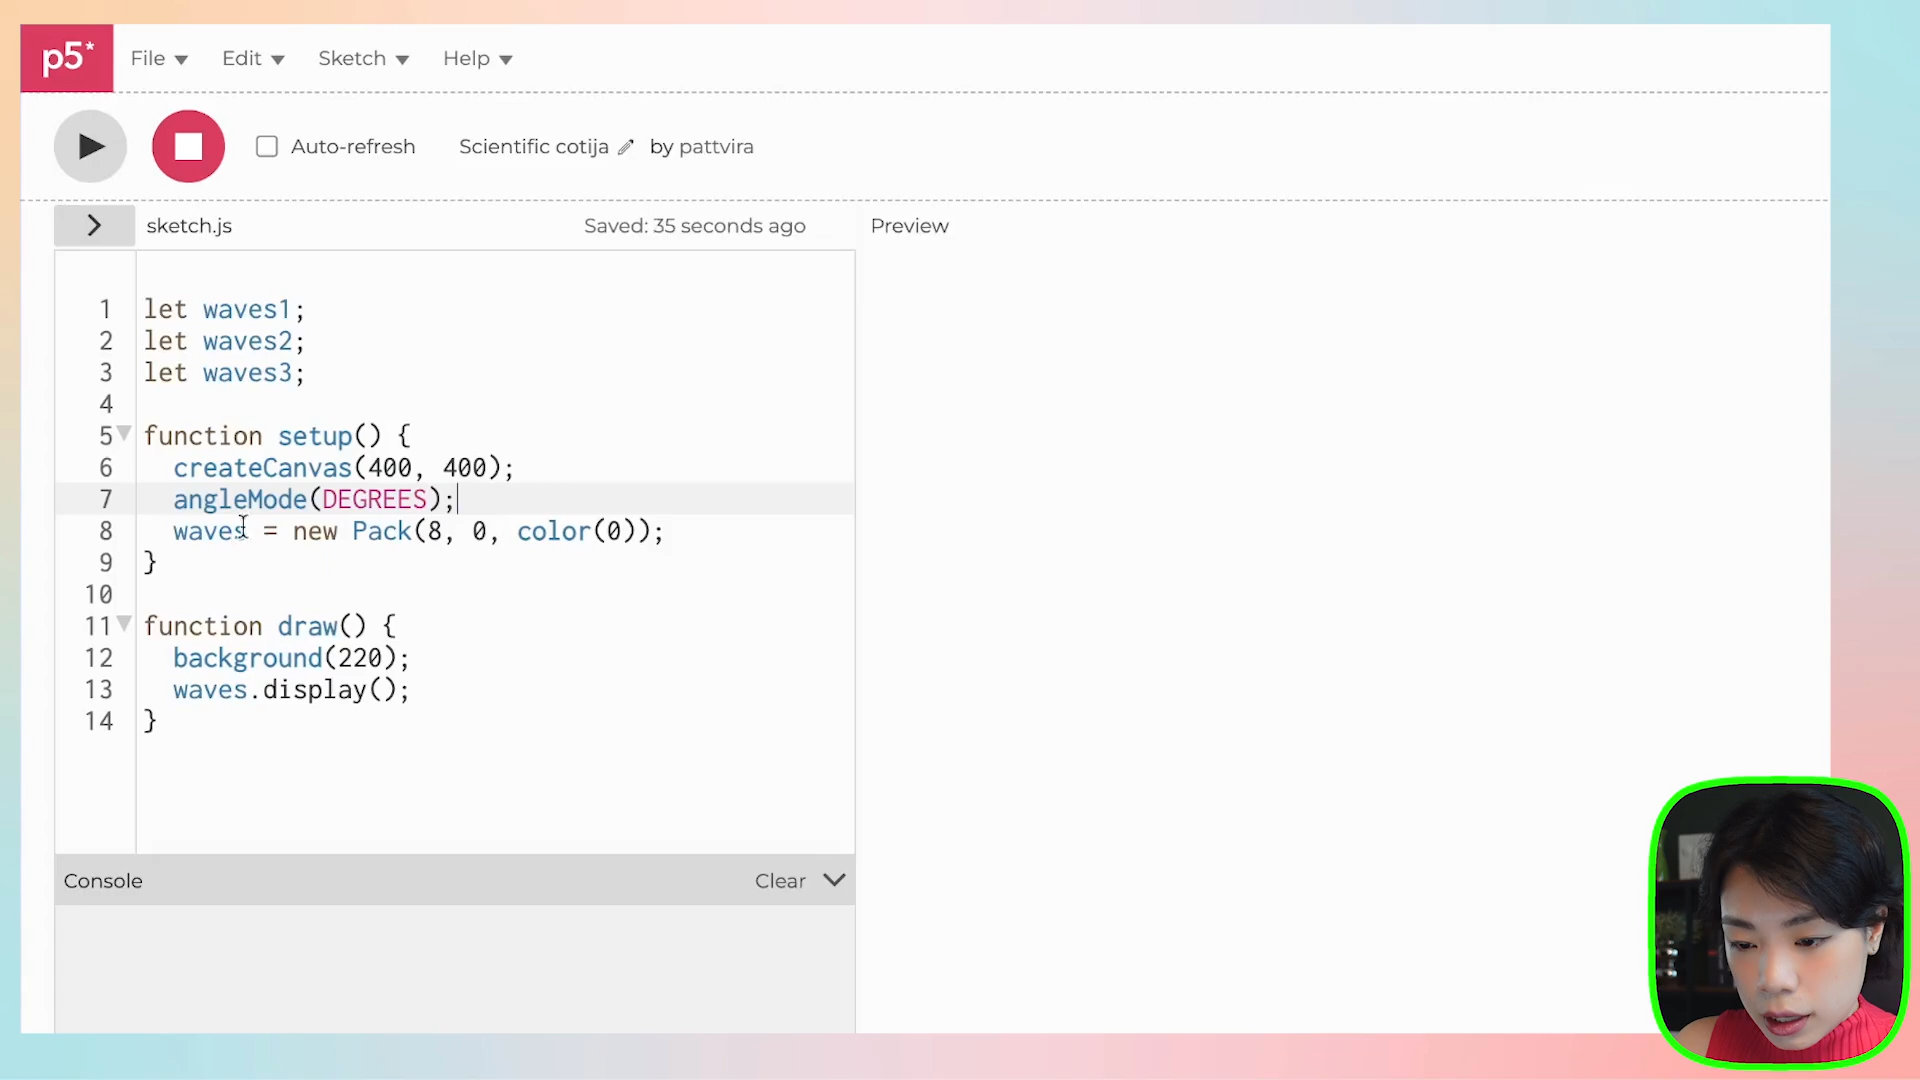 p5* File Edit Sketch Help
Auto-refresh Scientific cotija by pattvira
sketch.js Saved: 35 seconds ago Preview
1 let waves1;
2 let waves2;
3 let waves3;
4
5 function setup() {
6 createCanvas(400, 400);
7 angleMode(DEGREES);
8 waves = new Pack(8, 0, color(0));
9 }
10
11 function draw() {
12 background(220);
13 waves.display();
14 }
Console Clear